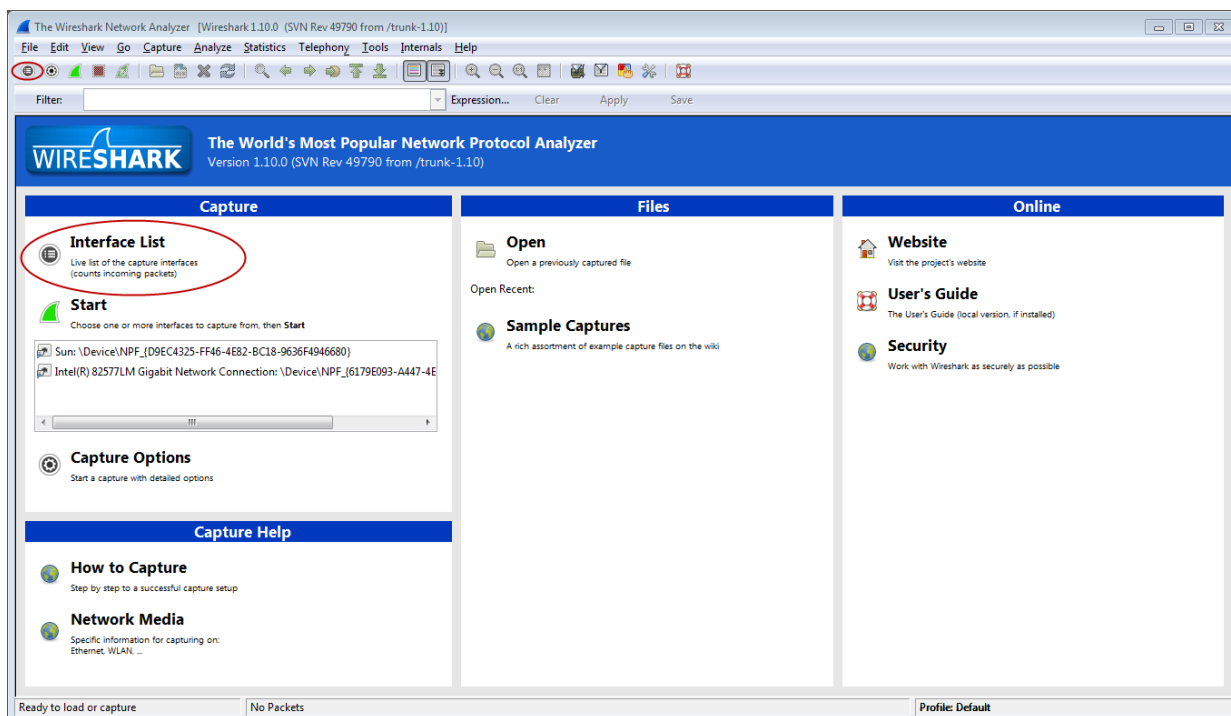 The Wireshark Network Analyzer [Wireshark 1.10.0 (SVN Rev 49790 from /trunk-1.10)]
File Edit View Go Capture Analyze Statistics Telephony Tools Internals Help
Filter: Expression... Clear Apply Save
WIRESHARK
The World's Most Popular Network Protocol Analyzer
Version 1.10.0 (SVN Rev 49790 from /trunk-1.10)
Capture
Interface List
Live list of the capture interfaces
(counts incoming packets)
Start
Choose one or more interfaces to capture from, then Start
Sun: \Device\NPF_{D9EC4325-FF46-4E82-BC18-9636F4946680}
Intel(R) 82577LM Gigabit Network Connection: \Device\NPF_{6179E093-A447-4E
Capture Options
Start a capture with detailed options
Capture Help
How to Capture
Step by step to a successful capture setup
Network Media
Specific information for capturing on:
Ethernet, WLAN, ...
Files
Open
Open a previously captured file
Open Recent:
Sample Captures
A rich assortment of example capture files on the wiki
Online
Website
Visit the project's website
User's Guide
The User's Guide (local version, if installed)
Security
Work with Wireshark as securely as possible
Ready to load or capture No Packets Profile: Default